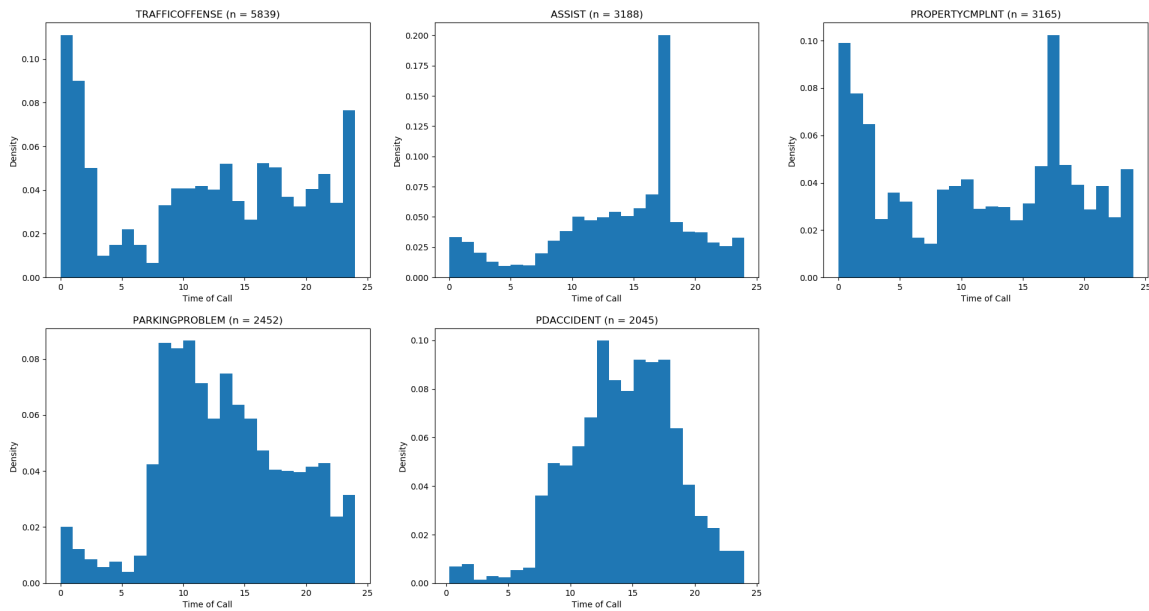 TRAFFICOFFENSE (n = 5839)
Density
0.10
0.08
0.06
0.04
0.02
0.00
0 5 10 15 20 25
Time of Call
ASSIST (n = 3188)
Density
0.200
0.175
0.150
0.125
0.100
0.075
0.050
0.025
0.000
0 5 10 15 20 25
Time of Call
PROPERTYCMPLNT (n = 3165)
Density
0.10
0.08
0.06
0.04
0.02
0.00
0 5 10 15 20 25
Time of Call
PARKINGPROBLEM (n = 2452)
Density
0.08
0.06
0.04
0.02
0.00
0 5 10 15 20 25
Time of Call
PDACCIDENT (n = 2045)
Density
0.10
0.08
0.06
0.04
0.02
0.00
0 5 10 15 20 25
Time of Call